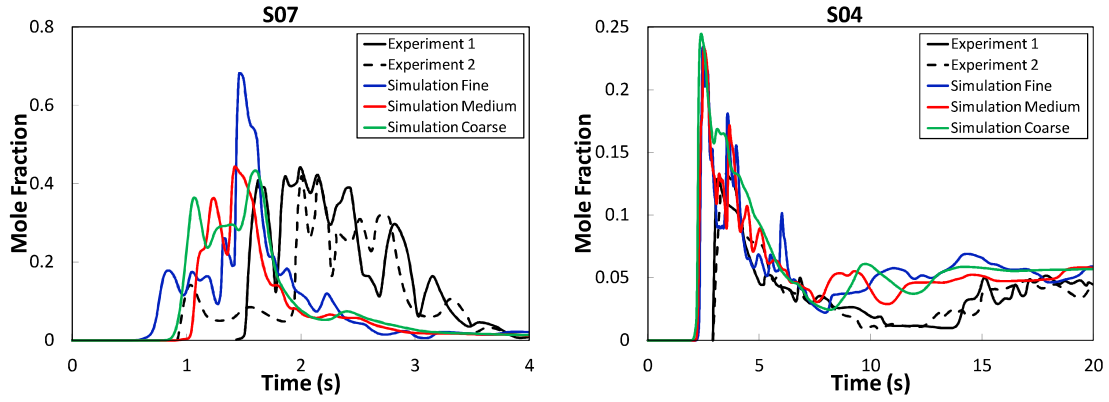 S07
Mole Fraction
0.8
0.6
0.4
0.2
0
Experiment 1
Experiment 2
Simulation Fine
Simulation Medium
Simulation Coarse
0 1 2 3 4
Time (s)
S04
Mole Fraction
0.25
0.2
0.15
0.1
0.05
0
Experiment 1
Experiment 2
Simulation Fine
Simulation Medium
Simulation Coarse
0 5 10 15 20
Time (s)